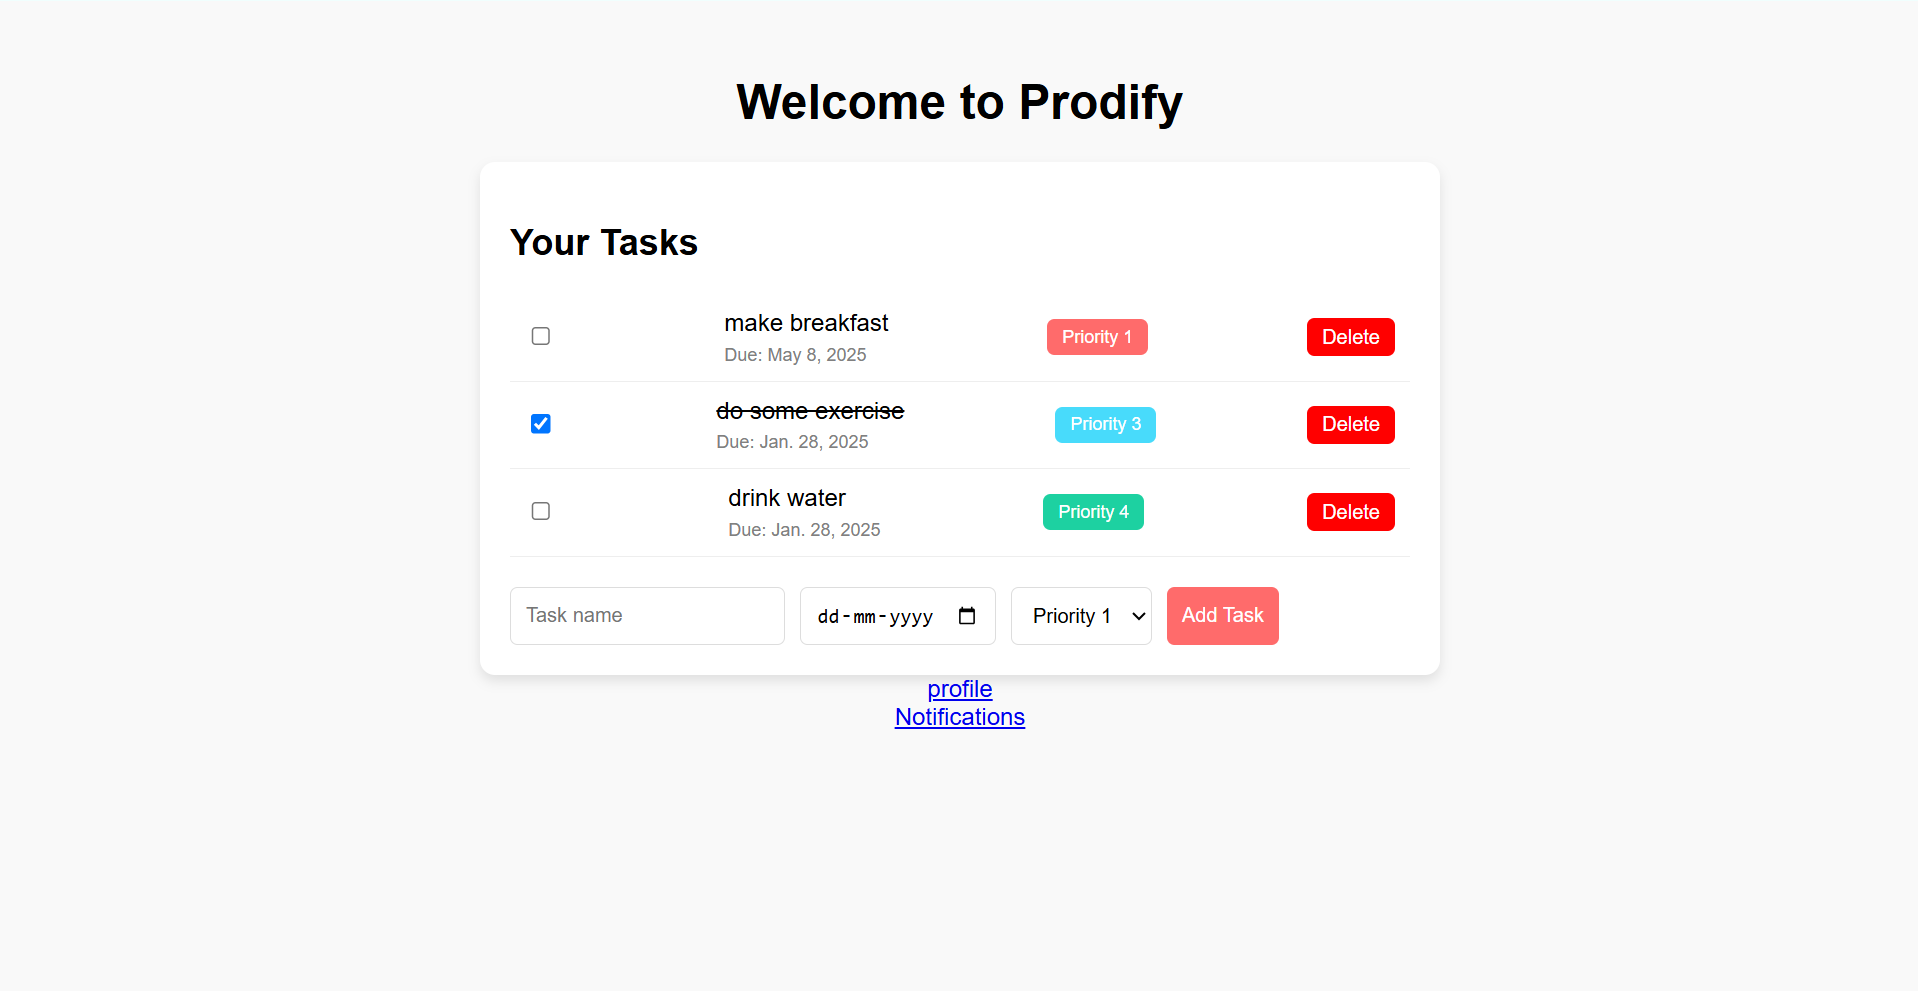 Welcome to Prodify
Your Tasks
make breakfast
Due: May 8, 2025
Priority 1
Delete
do some exercise
Due: Jan. 28, 2025
Priority 3
Delete
drink water
Due: Jan. 28, 2025
Priority 4
Delete
Task name
dd-mm-yyyy
Priority 1
Add Task
profile
Notifications